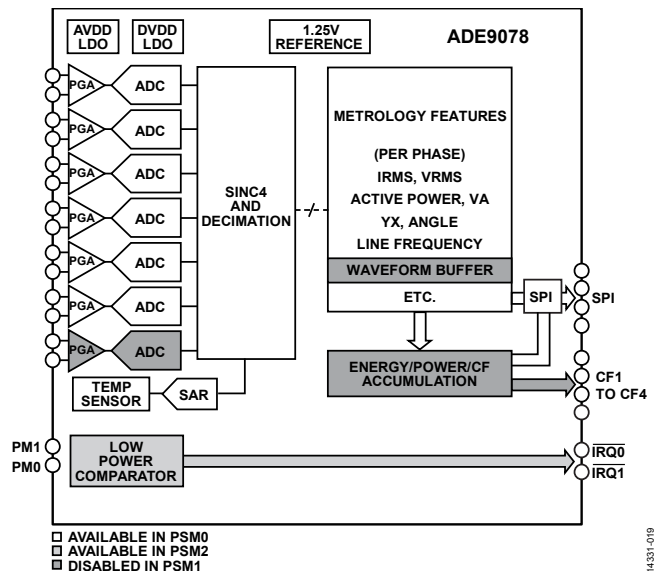 AVDD
LDO
DVDD
LDO
1.25V
REFERENCE
ADE9078
PGA
ADC
PGA
ADC
PGA
ADC
PGA
ADC
PGA
ADC
PGA
ADC
PGA
ADC
SINC4
AND
DECIMATION
METROLOGY FEATURES
(PER PHASE)
IRMS, VRMS
ACTIVE POWER, VA
YX, ANGLE
LINE FREQUENCY
WAVEFORM BUFFER
ETC.
SPI
SPI
ENERGY/POWER/CF
ACCUMULATION
CF1
TO CF4
TEMP
SENSOR
SAR
PM1
PM0
LOW
POWER
COMPARATOR
IRQ0
IRQ1
AVAILABLE IN PSM0
AVAILABLE IN PSM2
DISABLED IN PSM1
14331-019